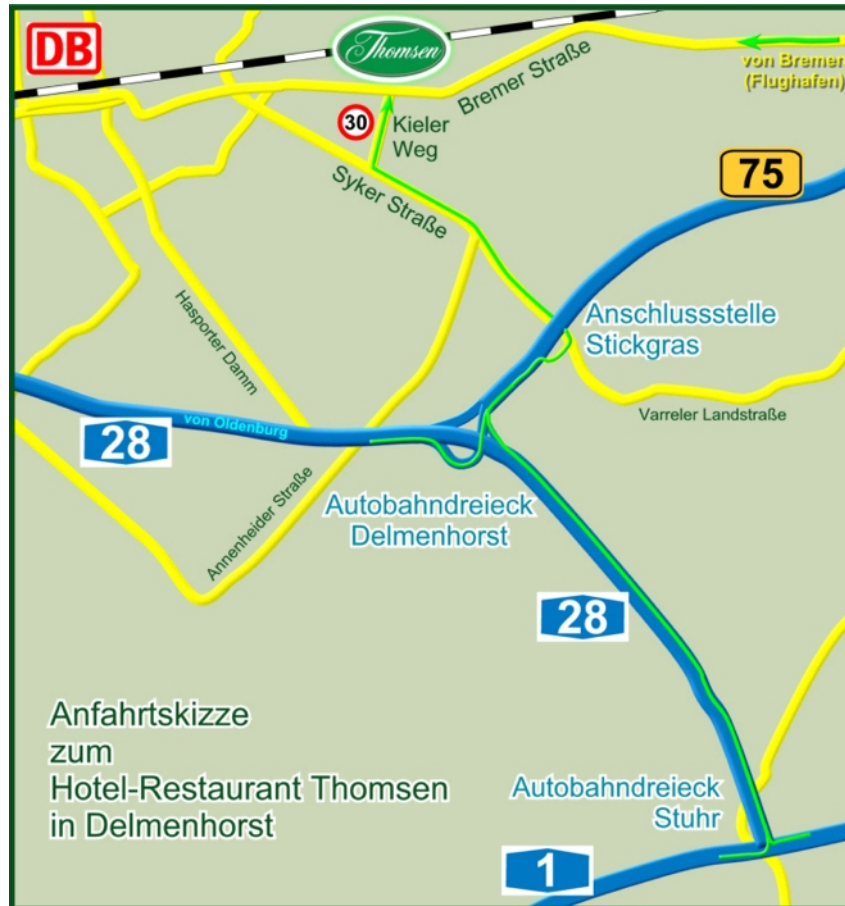 DB
Thomsen
Bremer Straße
von Bremen
(Flughafen)
30
Kieler
Weg
75
Syker Straße
Hasporter Damm
Anschlussstelle
Stickgras
Varreler Landstraße
von Oldenburg
28
Annenheider Straße
Autobahndreieck
Delmenhorst
28
Anfahrtskizze
zum
Hotel-Restaurant Thomsen
in Delmenhorst
Autobahndreieck
Stuhr
1